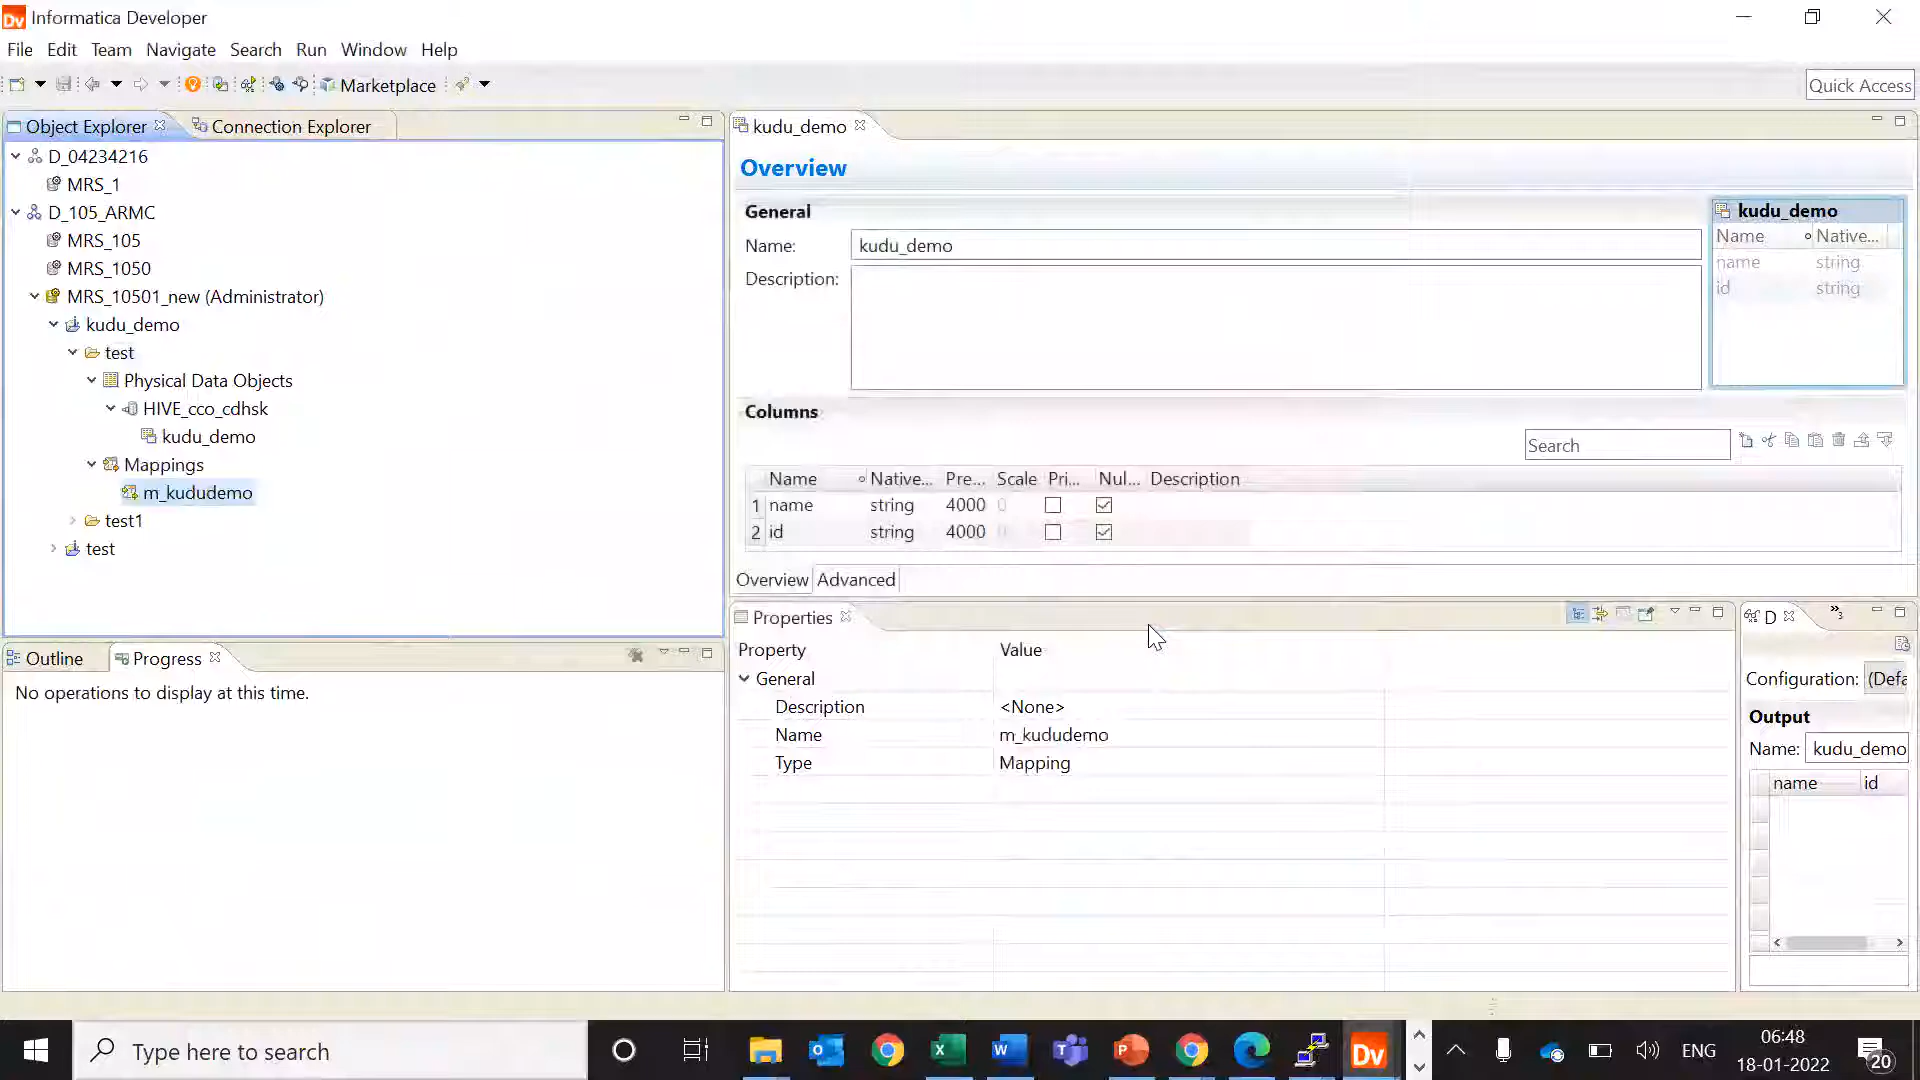 Dv Informatica Developer
File Edit Team Navigate Search Run Window Help
Marketplace
Quick Access
Object Explorer
Connection Explorer
D_04234216
MRS_1
D_105_ARMC
MRS_105
MRS_1050
MRS_10501_new (Administrator)
kudu_demo
test
Physical Data Objects
HIVE_cco_cdhsk
kudu_demo
Mappings
m_kududemo
test1
test
kudu_demo
Overview
General
Name: kudu_demo
Description:
kudu_demo
Name Native...
name string
id string
Columns
Search
Name Native... Pre... Scale Pri... Nul... Description
1 name string 4000 0
2 id string 4000 0
Overview Advanced
Outline
Progress
No operations to display at this time.
Properties
Property Value
General
Description <None>
Name m_kududemo
Type Mapping
D
»3
Configuration: (Defa
Output
Name: kudu_demo
name id
Type here to search
Dv
ENG
06:48
18-01-2022
20